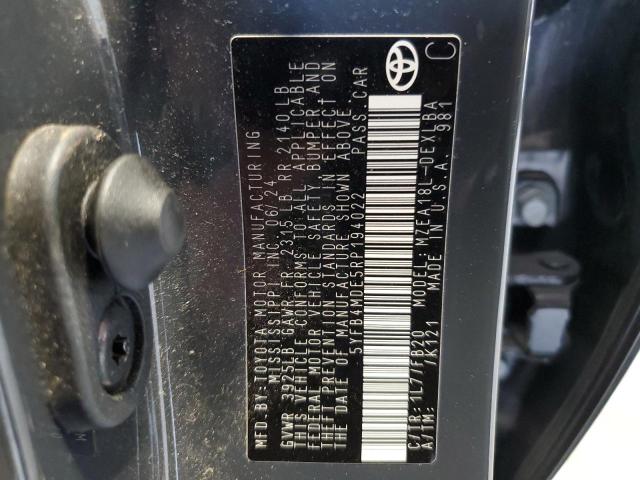 MFD. BY: TOYOTA MOTOR MANUFACTURING
MISSISSIPPI INC. 06/24
GVWR 3925LB GAWR FR 2315LB RR 2140LB
THIS VEHICLE CONFORMS TO ALL APPLICABLE
FEDERAL MOTOR VEHICLE SAFETY, BUMPER AND
THEFT PREVENTION STANDARDS IN EFFECT ON
THE DATE OF MANUFACTURE SHOWN ABOVE.
5YFB4MDE5RP194022 PASS. CAR
C
C/TR: 1L7/FB20 MODEL: MZEA18L-DEXLBA
A/TM: /K121 MADE IN U.S.A. 981
M